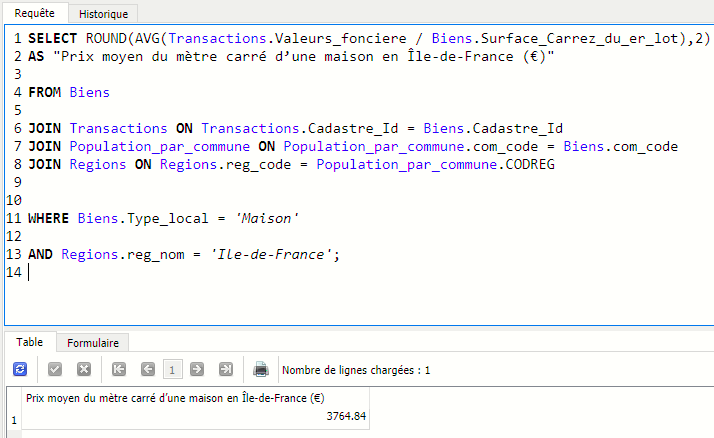 Requête
Historique
1 SELECT ROUND(AVG(Transactions.Valeurs_fonciere / Biens.Surface_Carrez_du_er_lot),2)
2 AS "Prix moyen du mètre carré d’une maison en Île-de-France (€)"
3
4 FROM Biens
5
6 JOIN Transactions ON Transactions.Cadastre_Id = Biens.Cadastre_Id
7 JOIN Population_par_commune ON Population_par_commune.com_code = Biens.com_code
8 JOIN Regions ON Regions.reg_code = Population_par_commune.CODREG
9
10
11 WHERE Biens.Type_local = 'Maison'
12
13 AND Regions.reg_nom = 'Ile-de-France';
14
Table
Formulaire
1
Nombre de lignes chargées : 1
Prix moyen du mètre carré d’une maison en Île-de-France (€)
1 3764.84